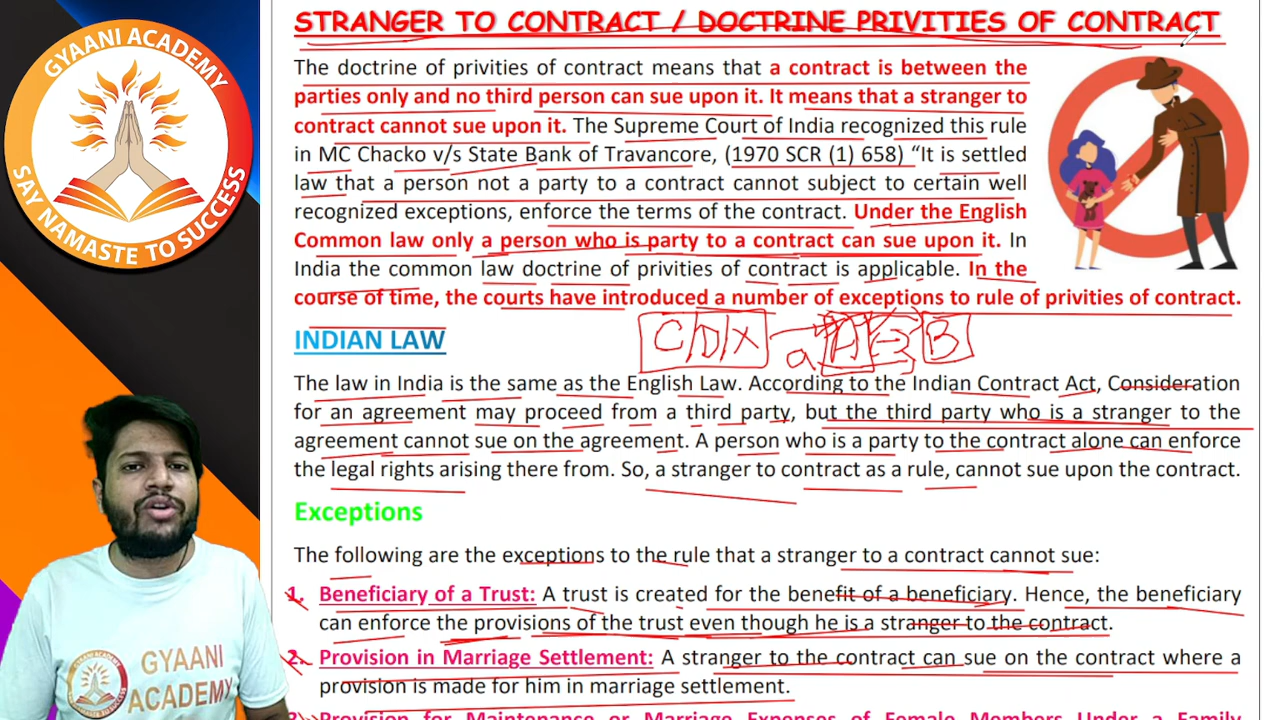 GYAANI ACADEMY
SAY NAMASTE TO SUCCESS
STRANGER TO CONTRACT / DOCTRINE PRIVITIES OF CONTRACT
The doctrine of privities of contract means that a contract is between the
parties only and no third person can sue upon it. It means that a stranger to
contract cannot sue upon it. The Supreme Court of India recognized this rule
in MC Chacko v/s State Bank of Travancore, (1970 SCR (1) 658) “It is settled
law that a person not a party to a contract cannot subject to certain well
recognized exceptions, enforce the terms of the contract. Under the English
Common law only a person who is party to a contract can sue upon it. In
India the common law doctrine of privities of contract is applicable. In the
course of time, the courts have introduced a number of exceptions to rule of privities of contract.
C D X A B
INDIAN LAW
The law in India is the same as the English Law. According to the Indian Contract Act, Consideration
for an agreement may proceed from a third party, but the third party who is a stranger to the
agreement cannot sue on the agreement. A person who is a party to the contract alone can enforce
the legal rights arising there from. So, a stranger to contract as a rule, cannot sue upon the contract.
Exceptions
The following are the exceptions to the rule that a stranger to a contract cannot sue:
1. Beneficiary of a Trust: A trust is created for the benefit of a beneficiary. Hence, the beneficiary
can enforce the provisions of the trust even though he is a stranger to the contract.
2. Provision in Marriage Settlement: A stranger to the contract can sue on the contract where a
provision is made for him in marriage settlement.
3) Provision for Maintenance or Marriage Expenses of Female Members Under a Family
GYAANI
ACADEMY